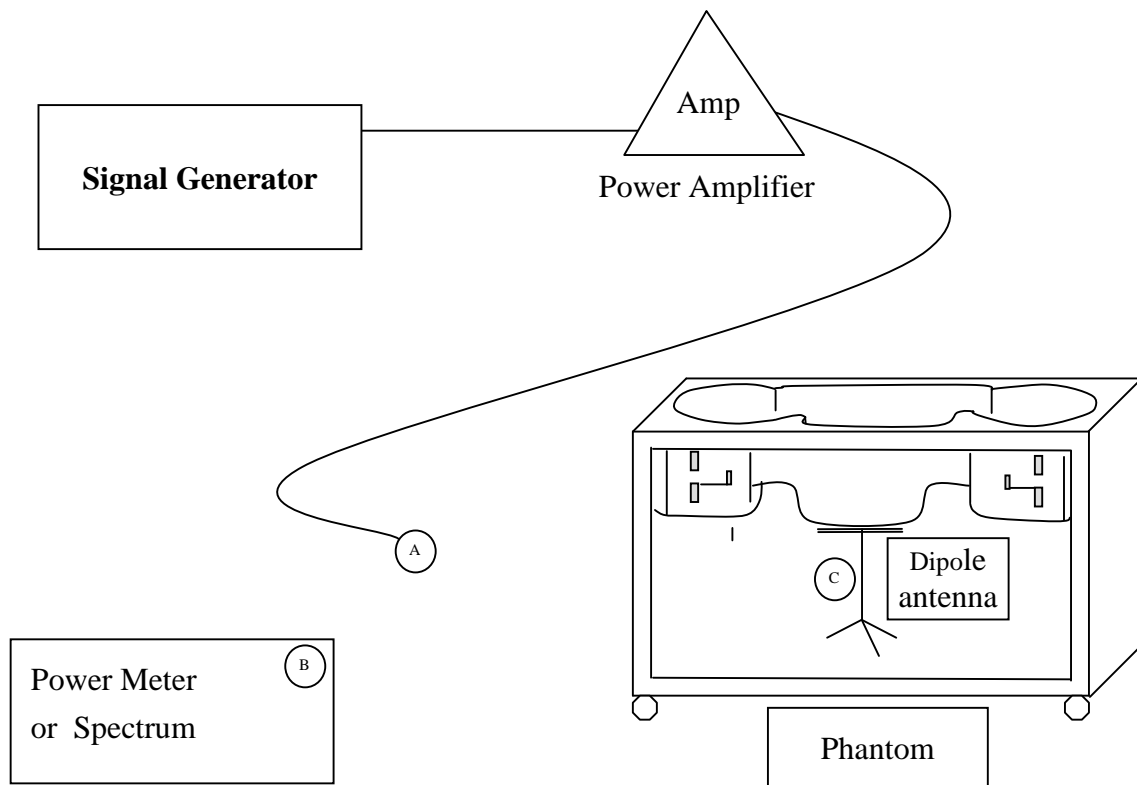 Amp
Signal Generator
Power Amplifier
A
C
Dipole
antenna
B
Power Meter
or Spectrum
Phantom